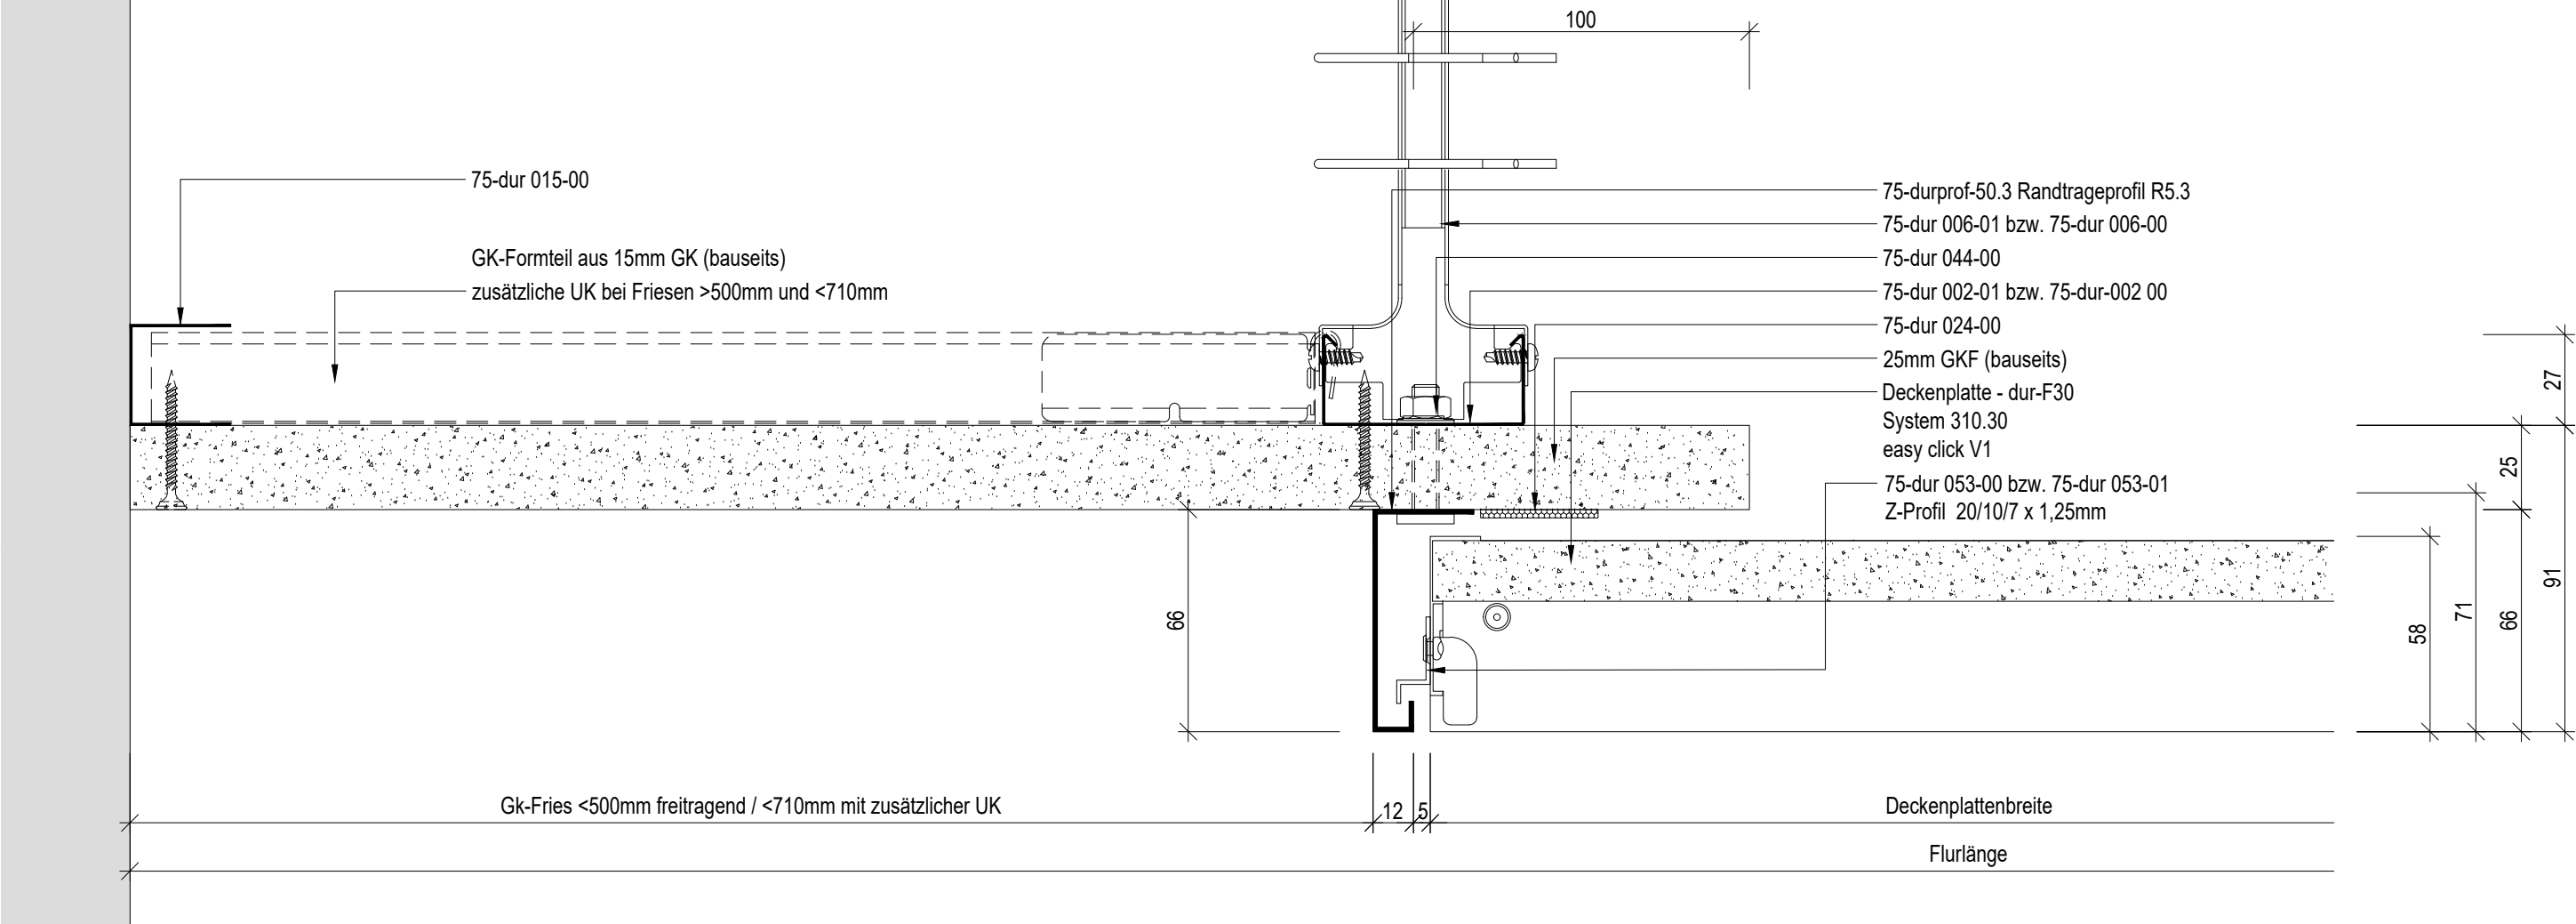 100
75-dur 015-00
GK-Formteil aus 15mm GK (bauseits)
zusätzliche UK bei Friesen >500mm und <710mm
75-durprof-50.3 Randtrageprofil R5.3
75-dur 006-01 bzw. 75-dur 006-00
75-dur 044-00
75-dur 002-01 bzw. 75-dur-002 00
75-dur 024-00
25mm GKF (bauseits)
Deckenplatte - dur-F30
System 310.30
easy click V1
75-dur 053-00 bzw. 75-dur 053-01
Z-Profil 20/10/7 x 1,25mm
27
25
91
66
71
58
66
12
5
Gk-Fries <500mm freitragend / <710mm mit zusätzlicher UK
Deckenplattenbreite
Flurlänge